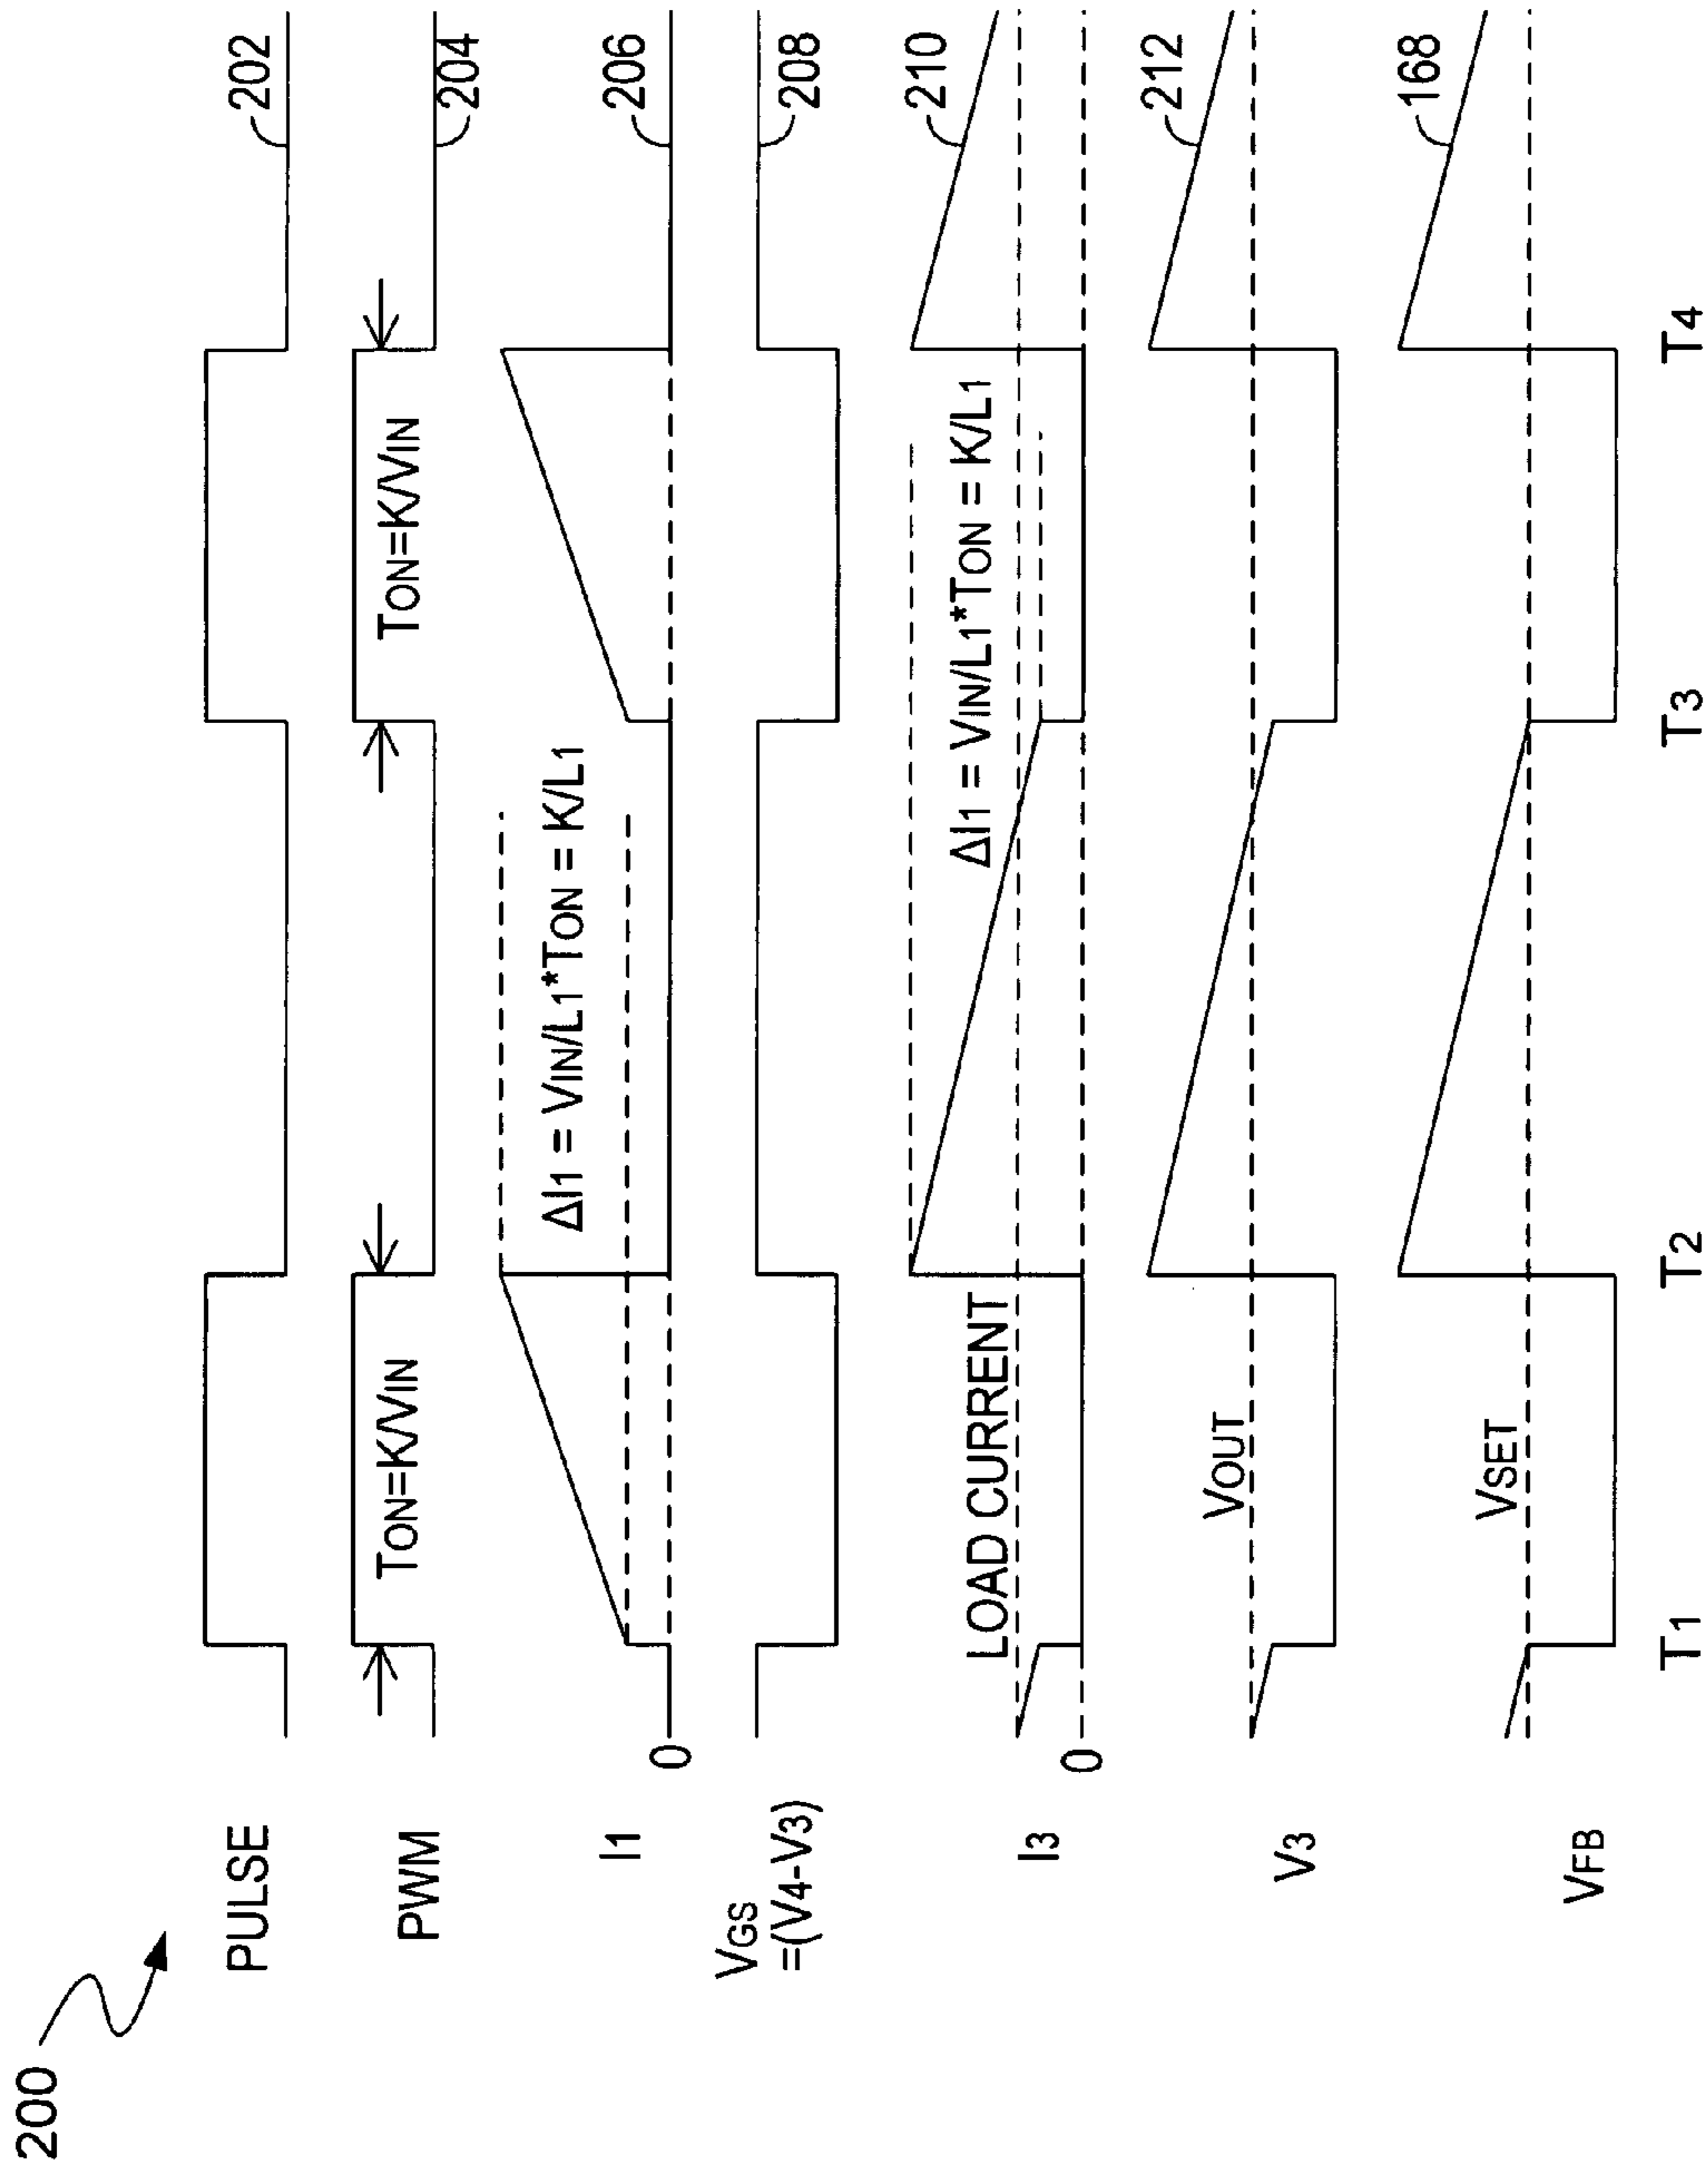 200
PULSE
202
PWM
TON=K/VIN
TON=K/VIN
204
I1
0
ΔI1 = VIN/L1*TON = K/L1
206
VGS
=(V4-V3)
208
I3
0
LOAD CURRENT
ΔI1 = VIN/L1*TON = K/L1
210
V3
VOUT
212
VFB
VSET
168
T1
T2
T3
T4